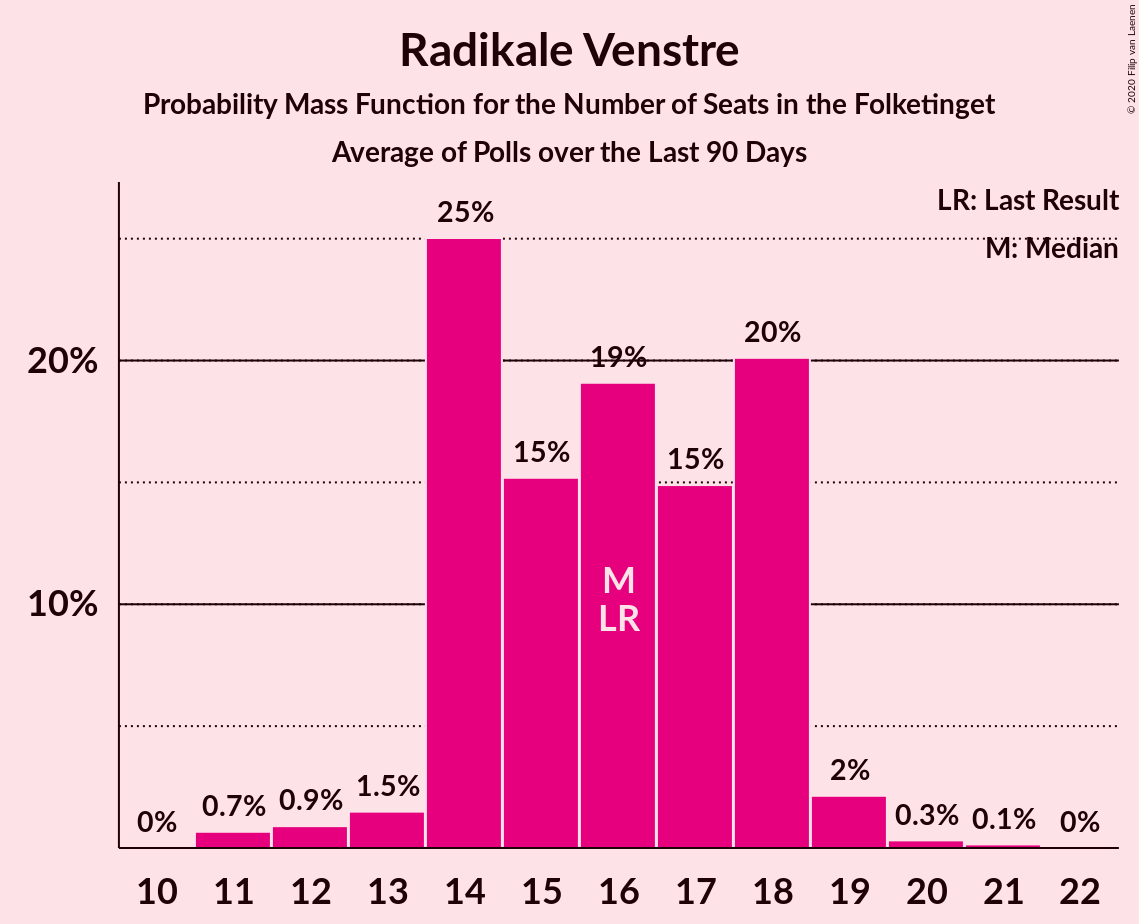 Radikale Venstre
Probability Mass Function for the Number of Seats in the Folketinget
Average of Polls over the Last 90 Days
© 2020 Filip van Laenen
LR: Last Result
M: Median
25%
20%
20%
19%
15%
15%
M
LR
10%
0%
0.7%
0.9%
1.5%
2%
0.3%
0.1%
0%
10 11 12 13 14 15 16 17 18 19 20 21 22